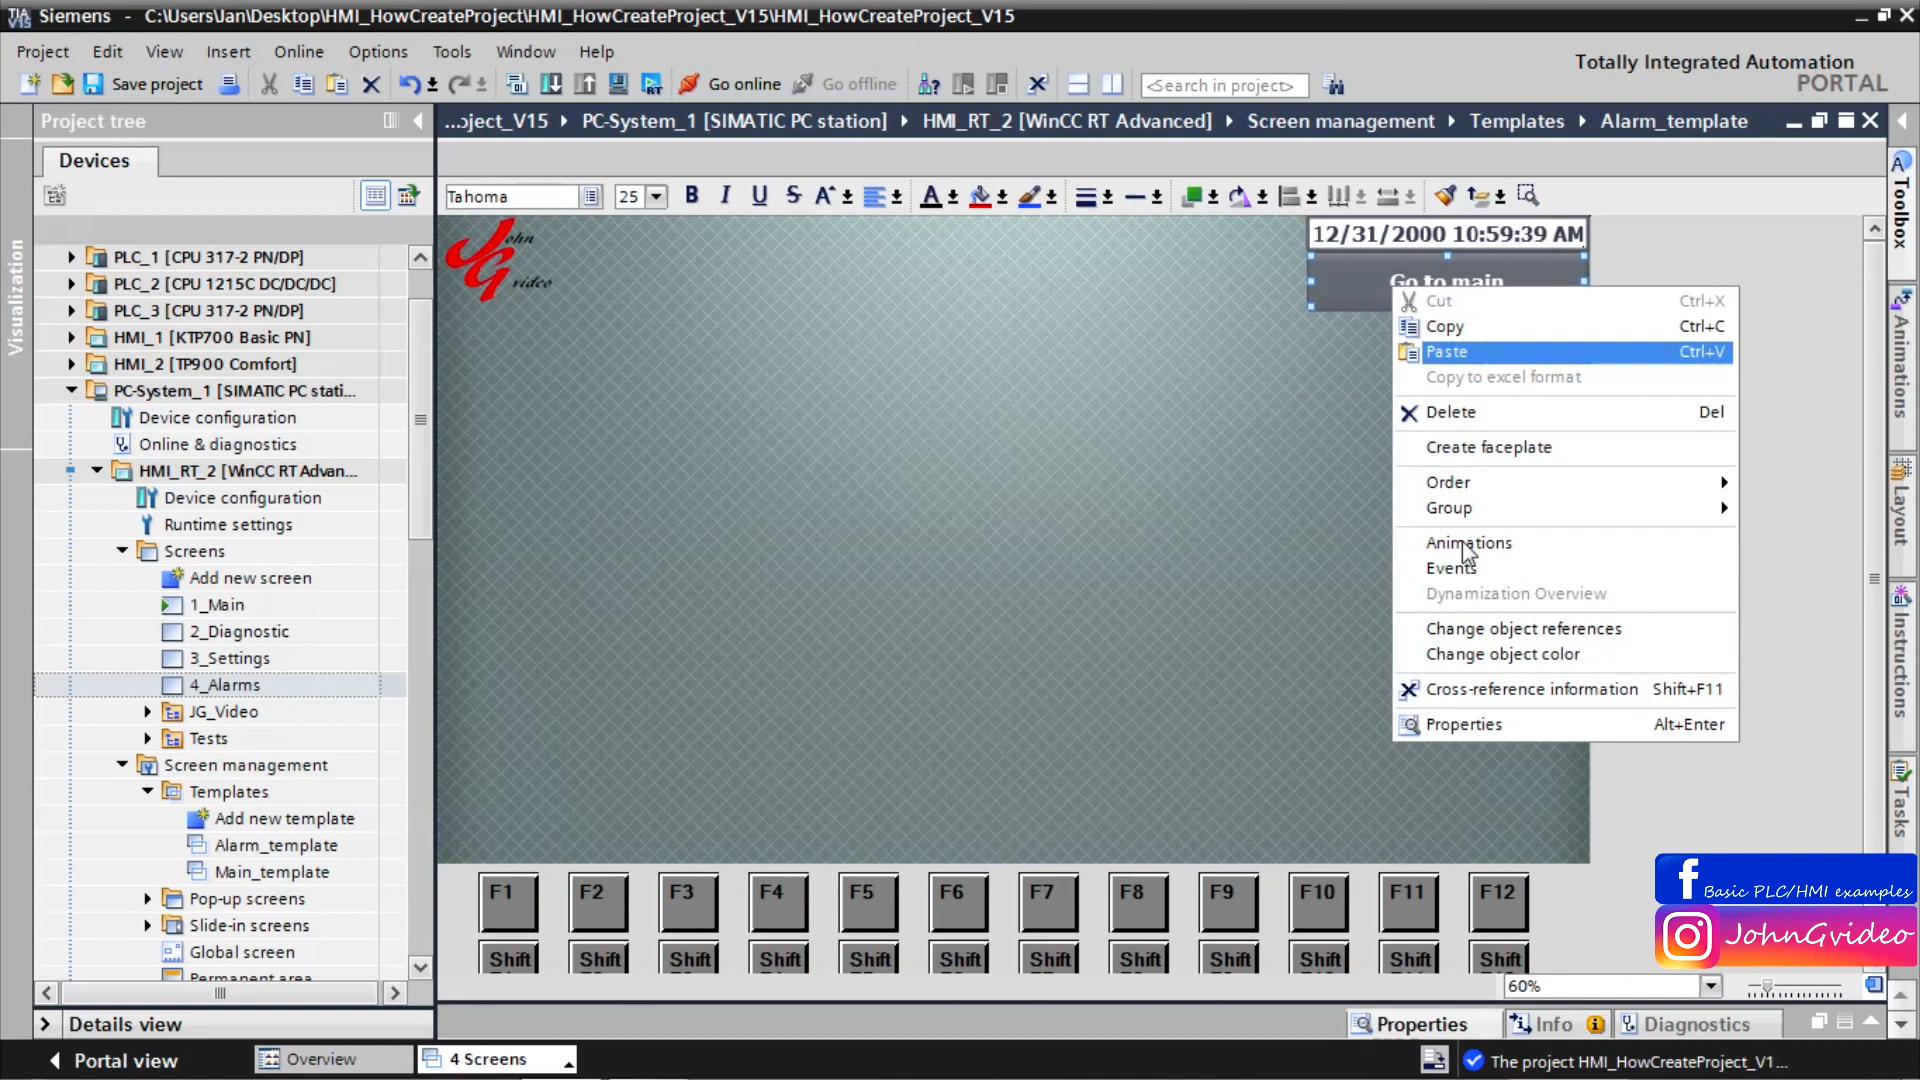 TIA V15 Siemens - C:\Users\Jan\Desktop\HMI_HowCreateProject\HMI_HowCreateProject_V15\HMI_HowCreateProject_V15
Project Edit View Insert Online Options Tools Window Help
Totally Integrated Automation
PORTAL
Save project Go online Go offline <Search in project>
Project tree
...oject_V15 PC-System_1 [SIMATIC PC station] HMI_RT_2 [WinCC RT Advanced] Screen management Templates Alarm_template
Devices
Tahoma 25 B I U S A A
Visualization
PLC_1 [CPU 317-2 PN/DP]
PLC_2 [CPU 1215C DC/DC/DC]
PLC_3 [CPU 317-2 PN/DP]
HMI_1 [KTP700 Basic PN]
HMI_2 [TP900 Comfort]
PC-System_1 [SIMATIC PC stati...
Device configuration
Online & diagnostics
HMI_RT_2 [WinCC RT Advan...
Device configuration
Runtime settings
Screens
Add new screen
1_Main
2_Diagnostic
3_Settings
4_Alarms
JG_Video
Tests
Screen management
Templates
Add new template
Alarm_template
Main_template
Pop-up screens
Slide-in screens
Global screen
Permanent area
Details view
John
G
video
12/31/2000 10:59:39 AM
Go to main
Cut Ctrl+X
Copy Ctrl+C
Paste Ctrl+V
Copy to excel format
Delete Del
Create faceplate
Order
Group
Animations
Events
Dynamization Overview
Change object references
Change object color
Cross-reference information Shift+F11
Properties Alt+Enter
Toolbox
Animations
Layout
Instructions
Tasks
F1 F2 F3 F4 F5 F6 F7 F8 F9 F10 F11 F12
Shift Shift Shift Shift Shift Shift Shift Shift Shift Shift Shift Shift
f Basic PLC/HMI examples
JohnGvideo
60%
Properties Info Diagnostics
Portal view Overview 4 Screens The project HMI_HowCreateProject_V1...